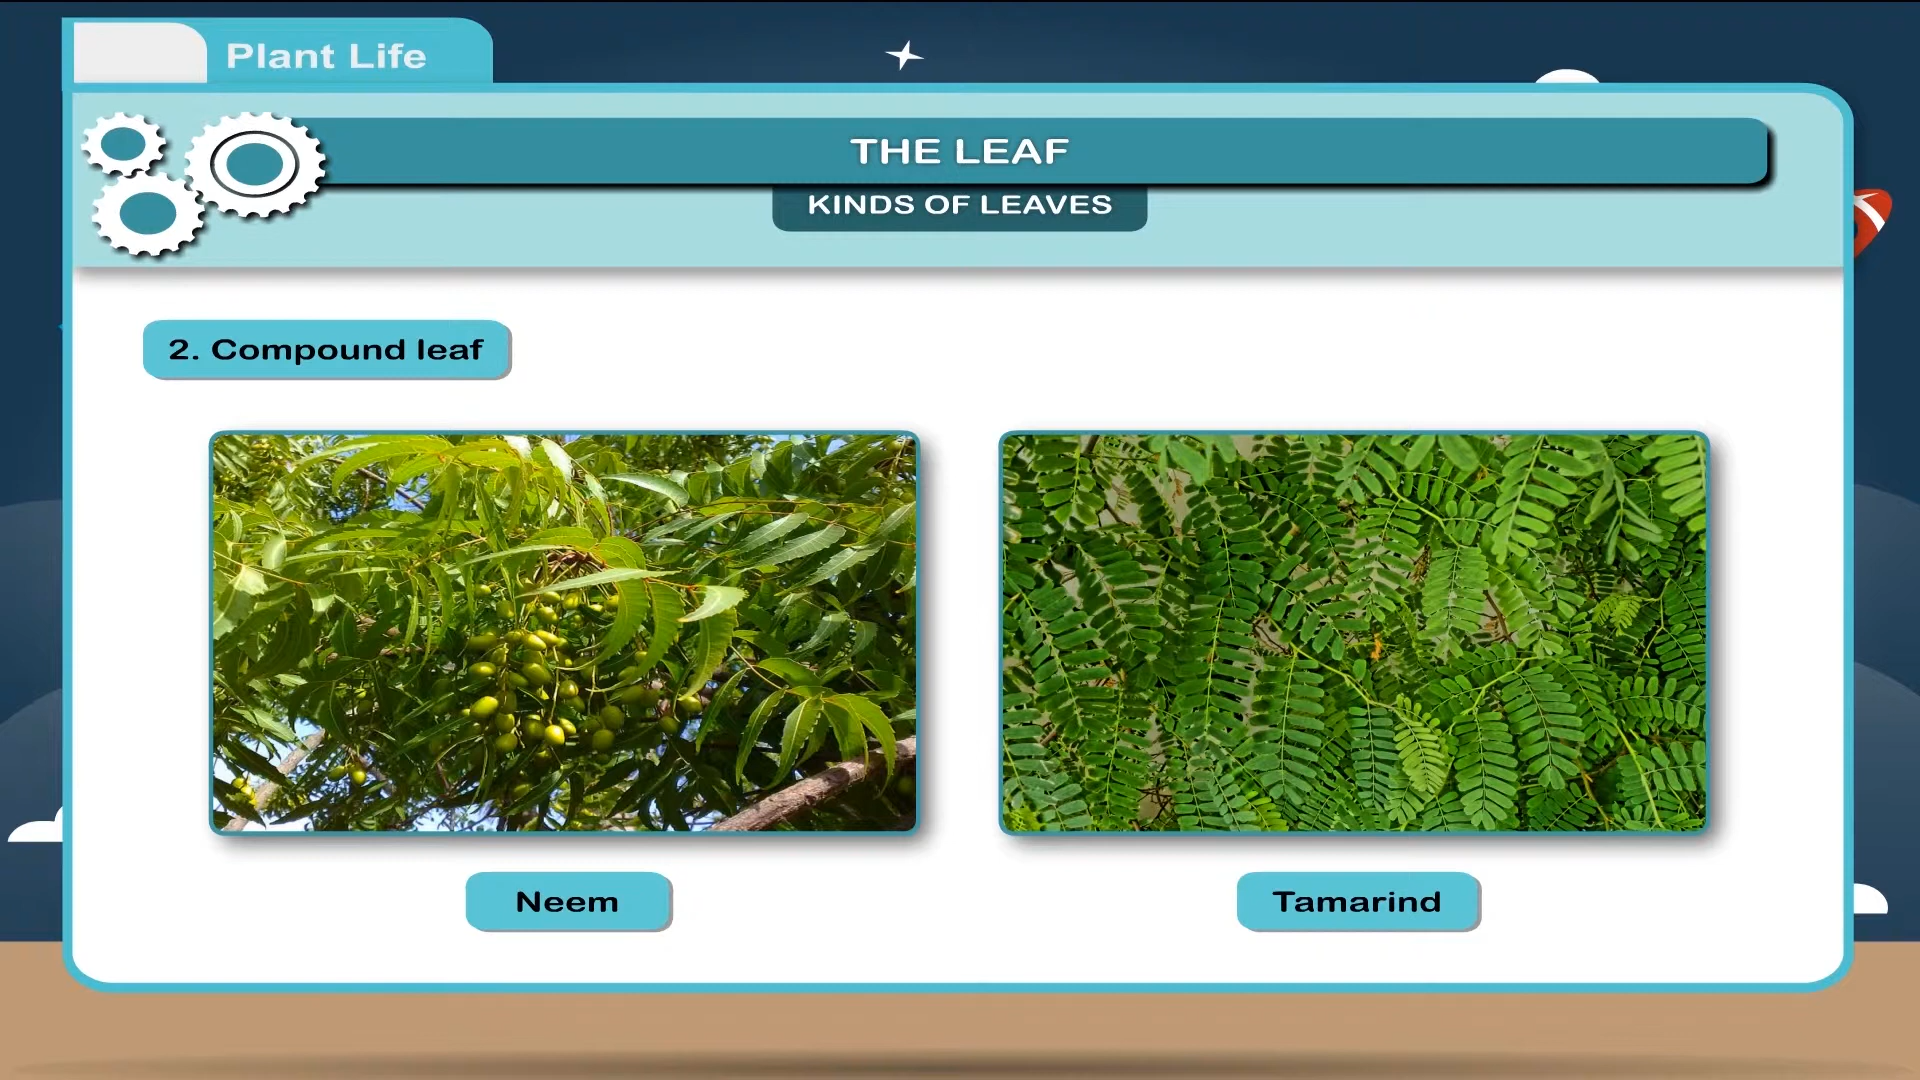 Plant Life
THE LEAF
KINDS OF LEAVES
2. Compound leaf
Neem
Tamarind